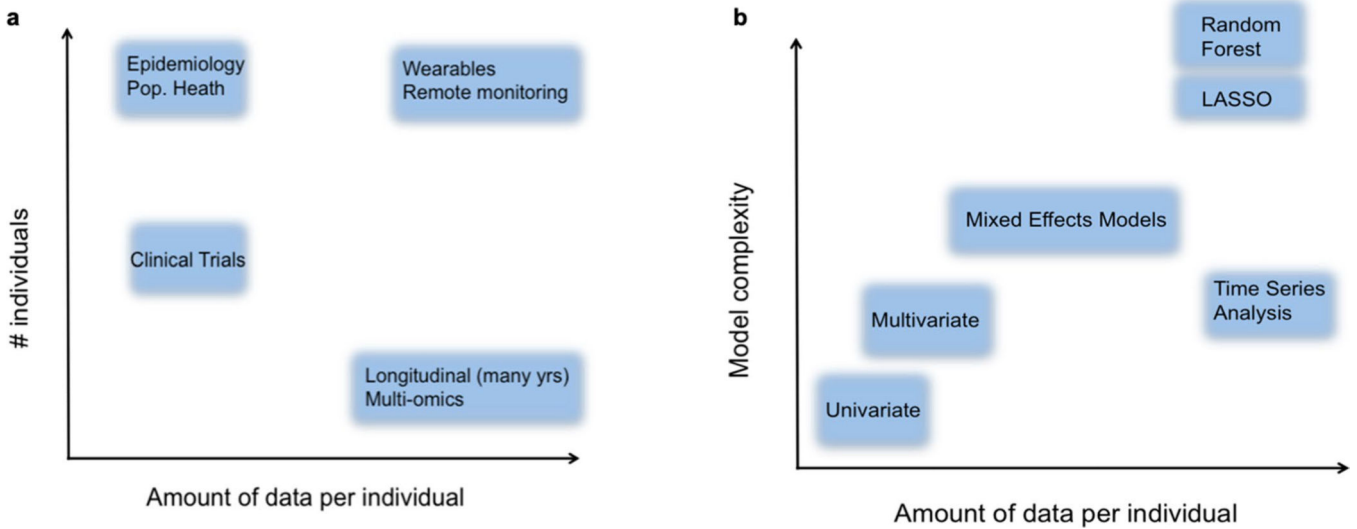 a
Epidemiology
Pop. Heath
Wearables
Remote monitoring
Clinical Trials
Longitudinal (many yrs)
Multi-omics
# individuals
Amount of data per individual
b
Random
Forest
LASSO
Mixed Effects Models
Time Series
Analysis
Multivariate
Univariate
Model complexity
Amount of data per individual